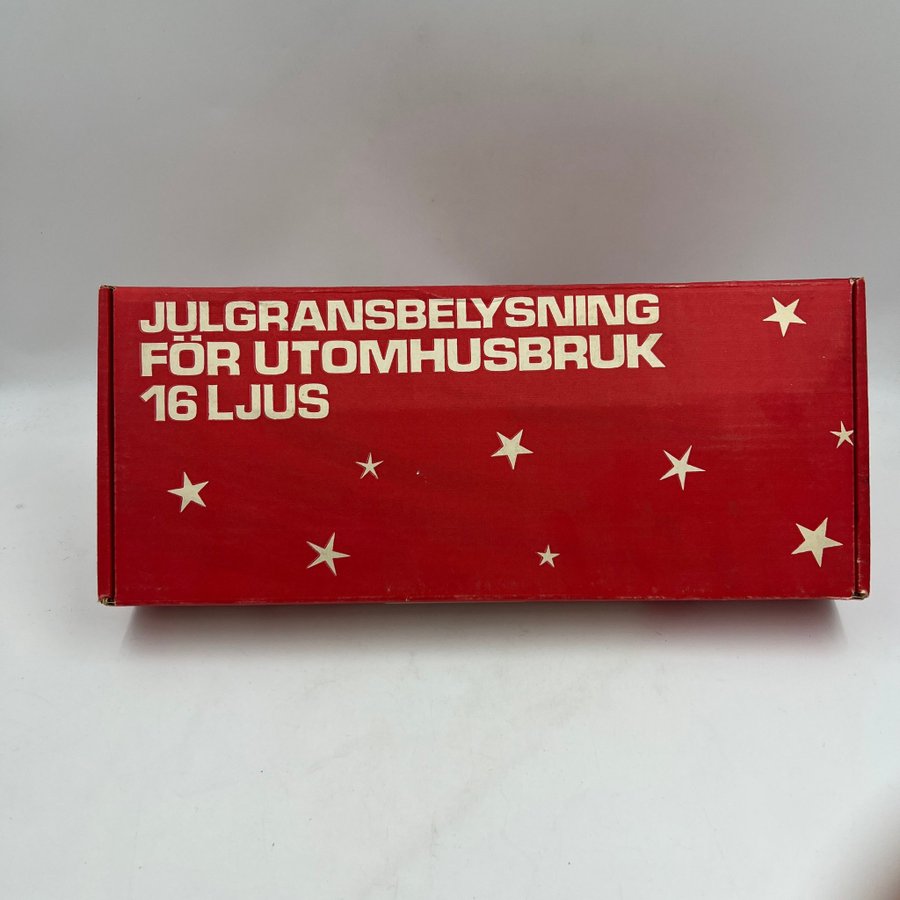 JULGRANSBELYSNING
FÖR UTOMHUSBRUK
16 LJUS